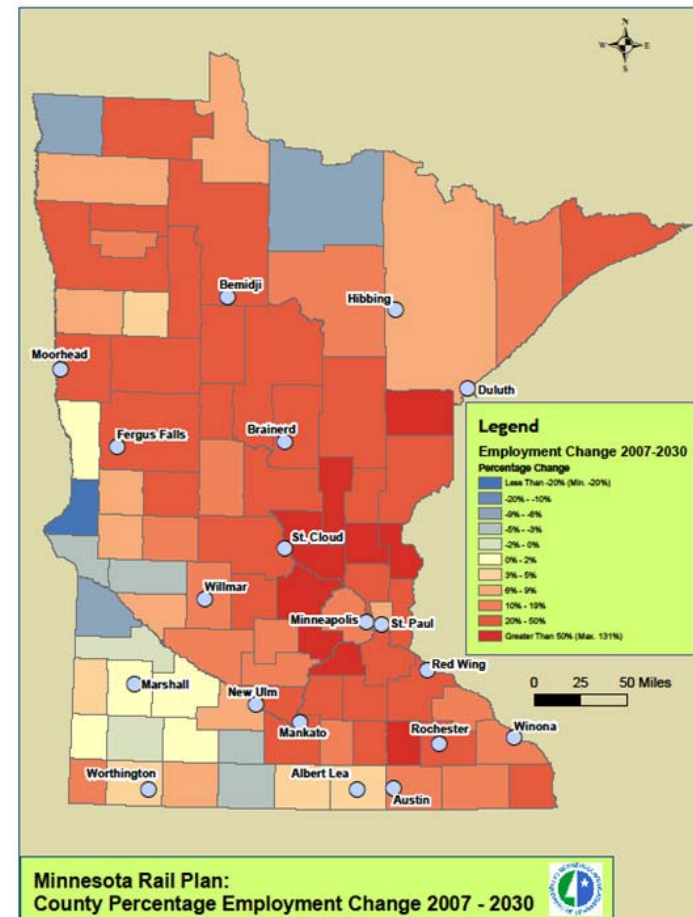 N
W E
S
Bemidji
Hibbing
Moorhead
Duluth
Fergus Falls
Brainerd
Legend
Employment Change 2007-2030
Percentage Change
Less Than -20% (Min. -20%)
-20% - -10%
-9% - -6%
-5% - -3%
-2% - 0%
0% - 2%
3% - 5%
6% - 9%
10% - 19%
20% - 50%
Greater Than 50% (Max. 131%)
St. Cloud
Willmar
Minneapolis
St. Paul
Red Wing
0 25 50 Miles
Marshall
New Ulm
Mankato
Rochester
Winona
Worthington
Albert Lea
Austin
Minnesota Rail Plan:
County Percentage Employment Change 2007 - 2030